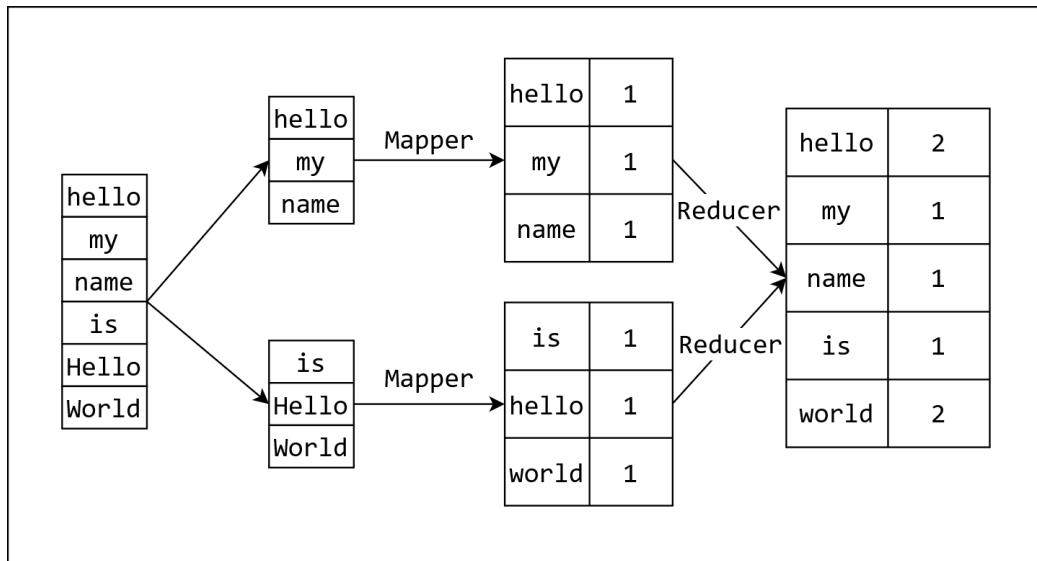 hello
my
name
is
Hello
World
hello
my
name
Mapper
is
Hello
World
Mapper
hello 1
my 1
name 1
Reducer
is 1
hello 1
world 1
Reducer
hello 2
my 1
name 1
is 1
world 2